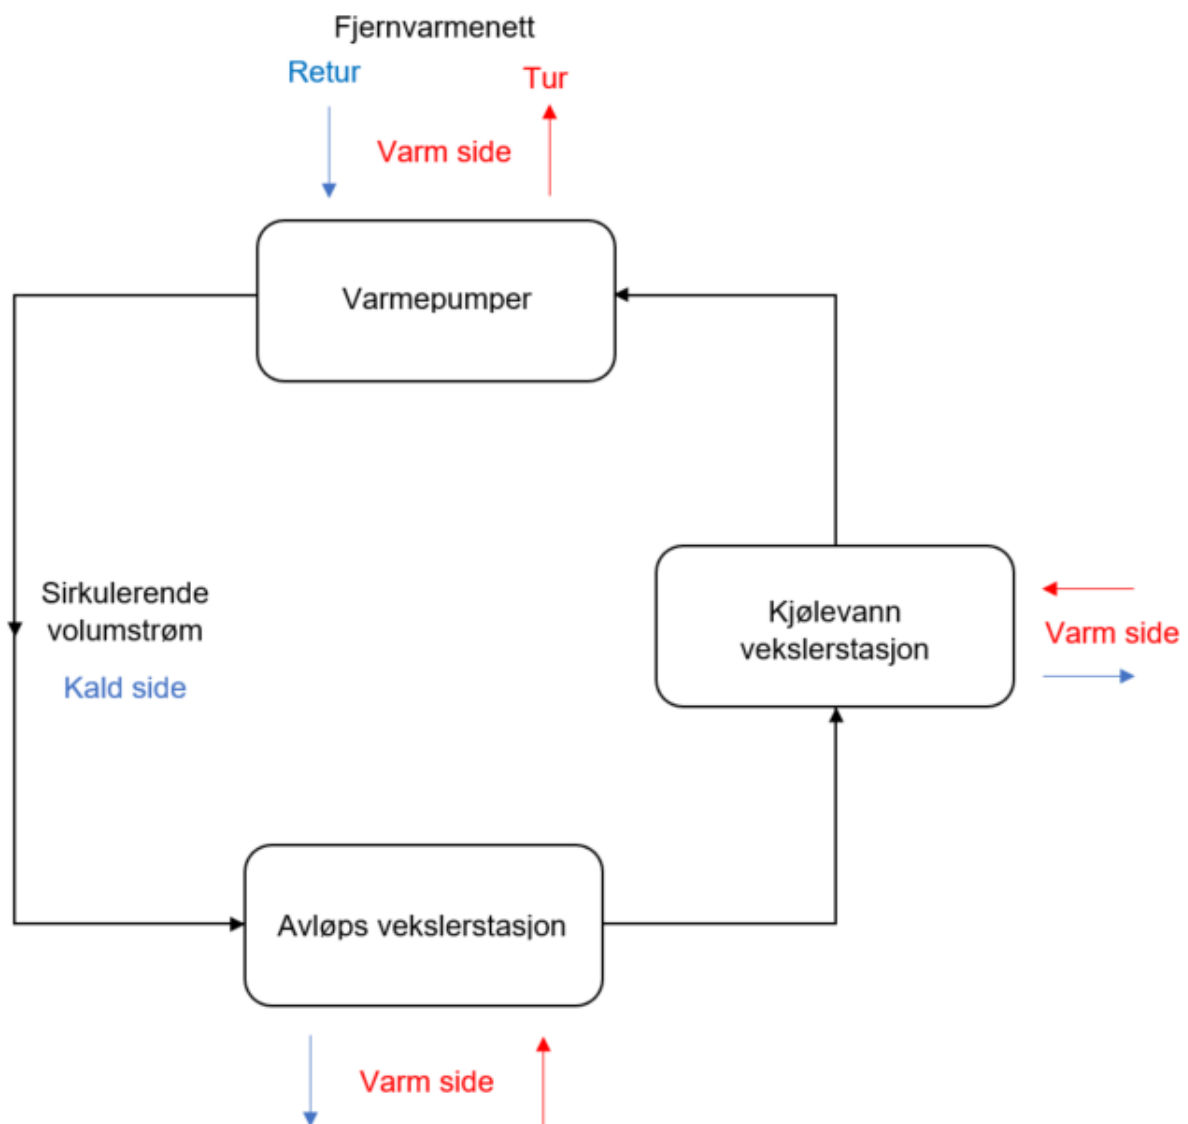 Fjernvarmenett
Retur
Tur
Varm side
Varmepumper
Sirkulerende
volumstrøm
Kald side
Kjølevann
vekslerstasjon
Varm side
Avløps vekslerstasjon
Varm side